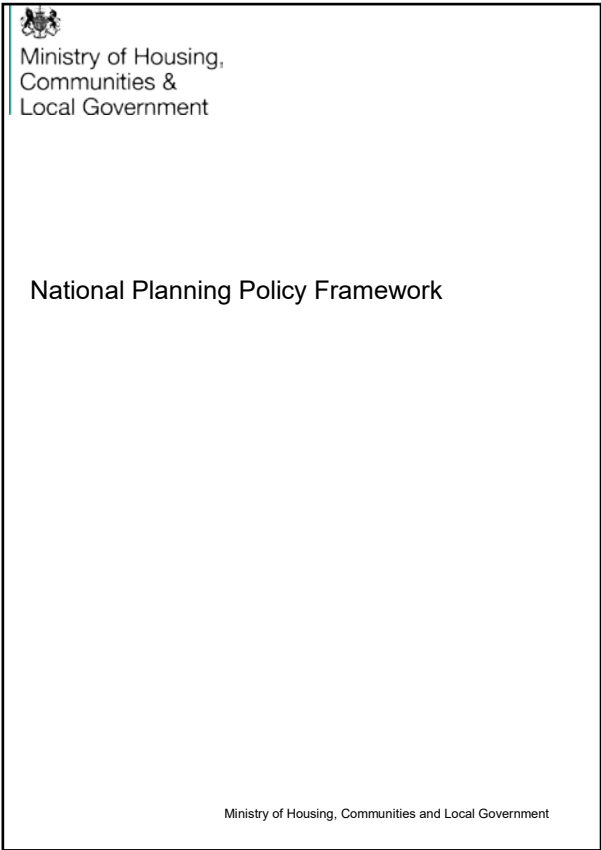 Ministry of Housing,
Communities &
Local Government
National Planning Policy Framework
Ministry of Housing, Communities and Local Government